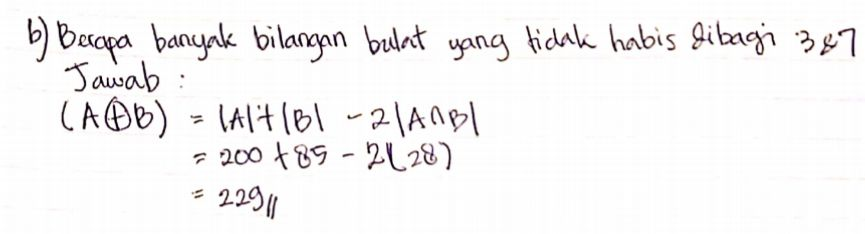 b) Berapa banyak bilangan bulat yang tidak habis dibagi 3 & 7
Jawab :
(A⊕B) = |A|+|B| - 2|A∩B|
= 200 + 85 - 2(28)
= 229//